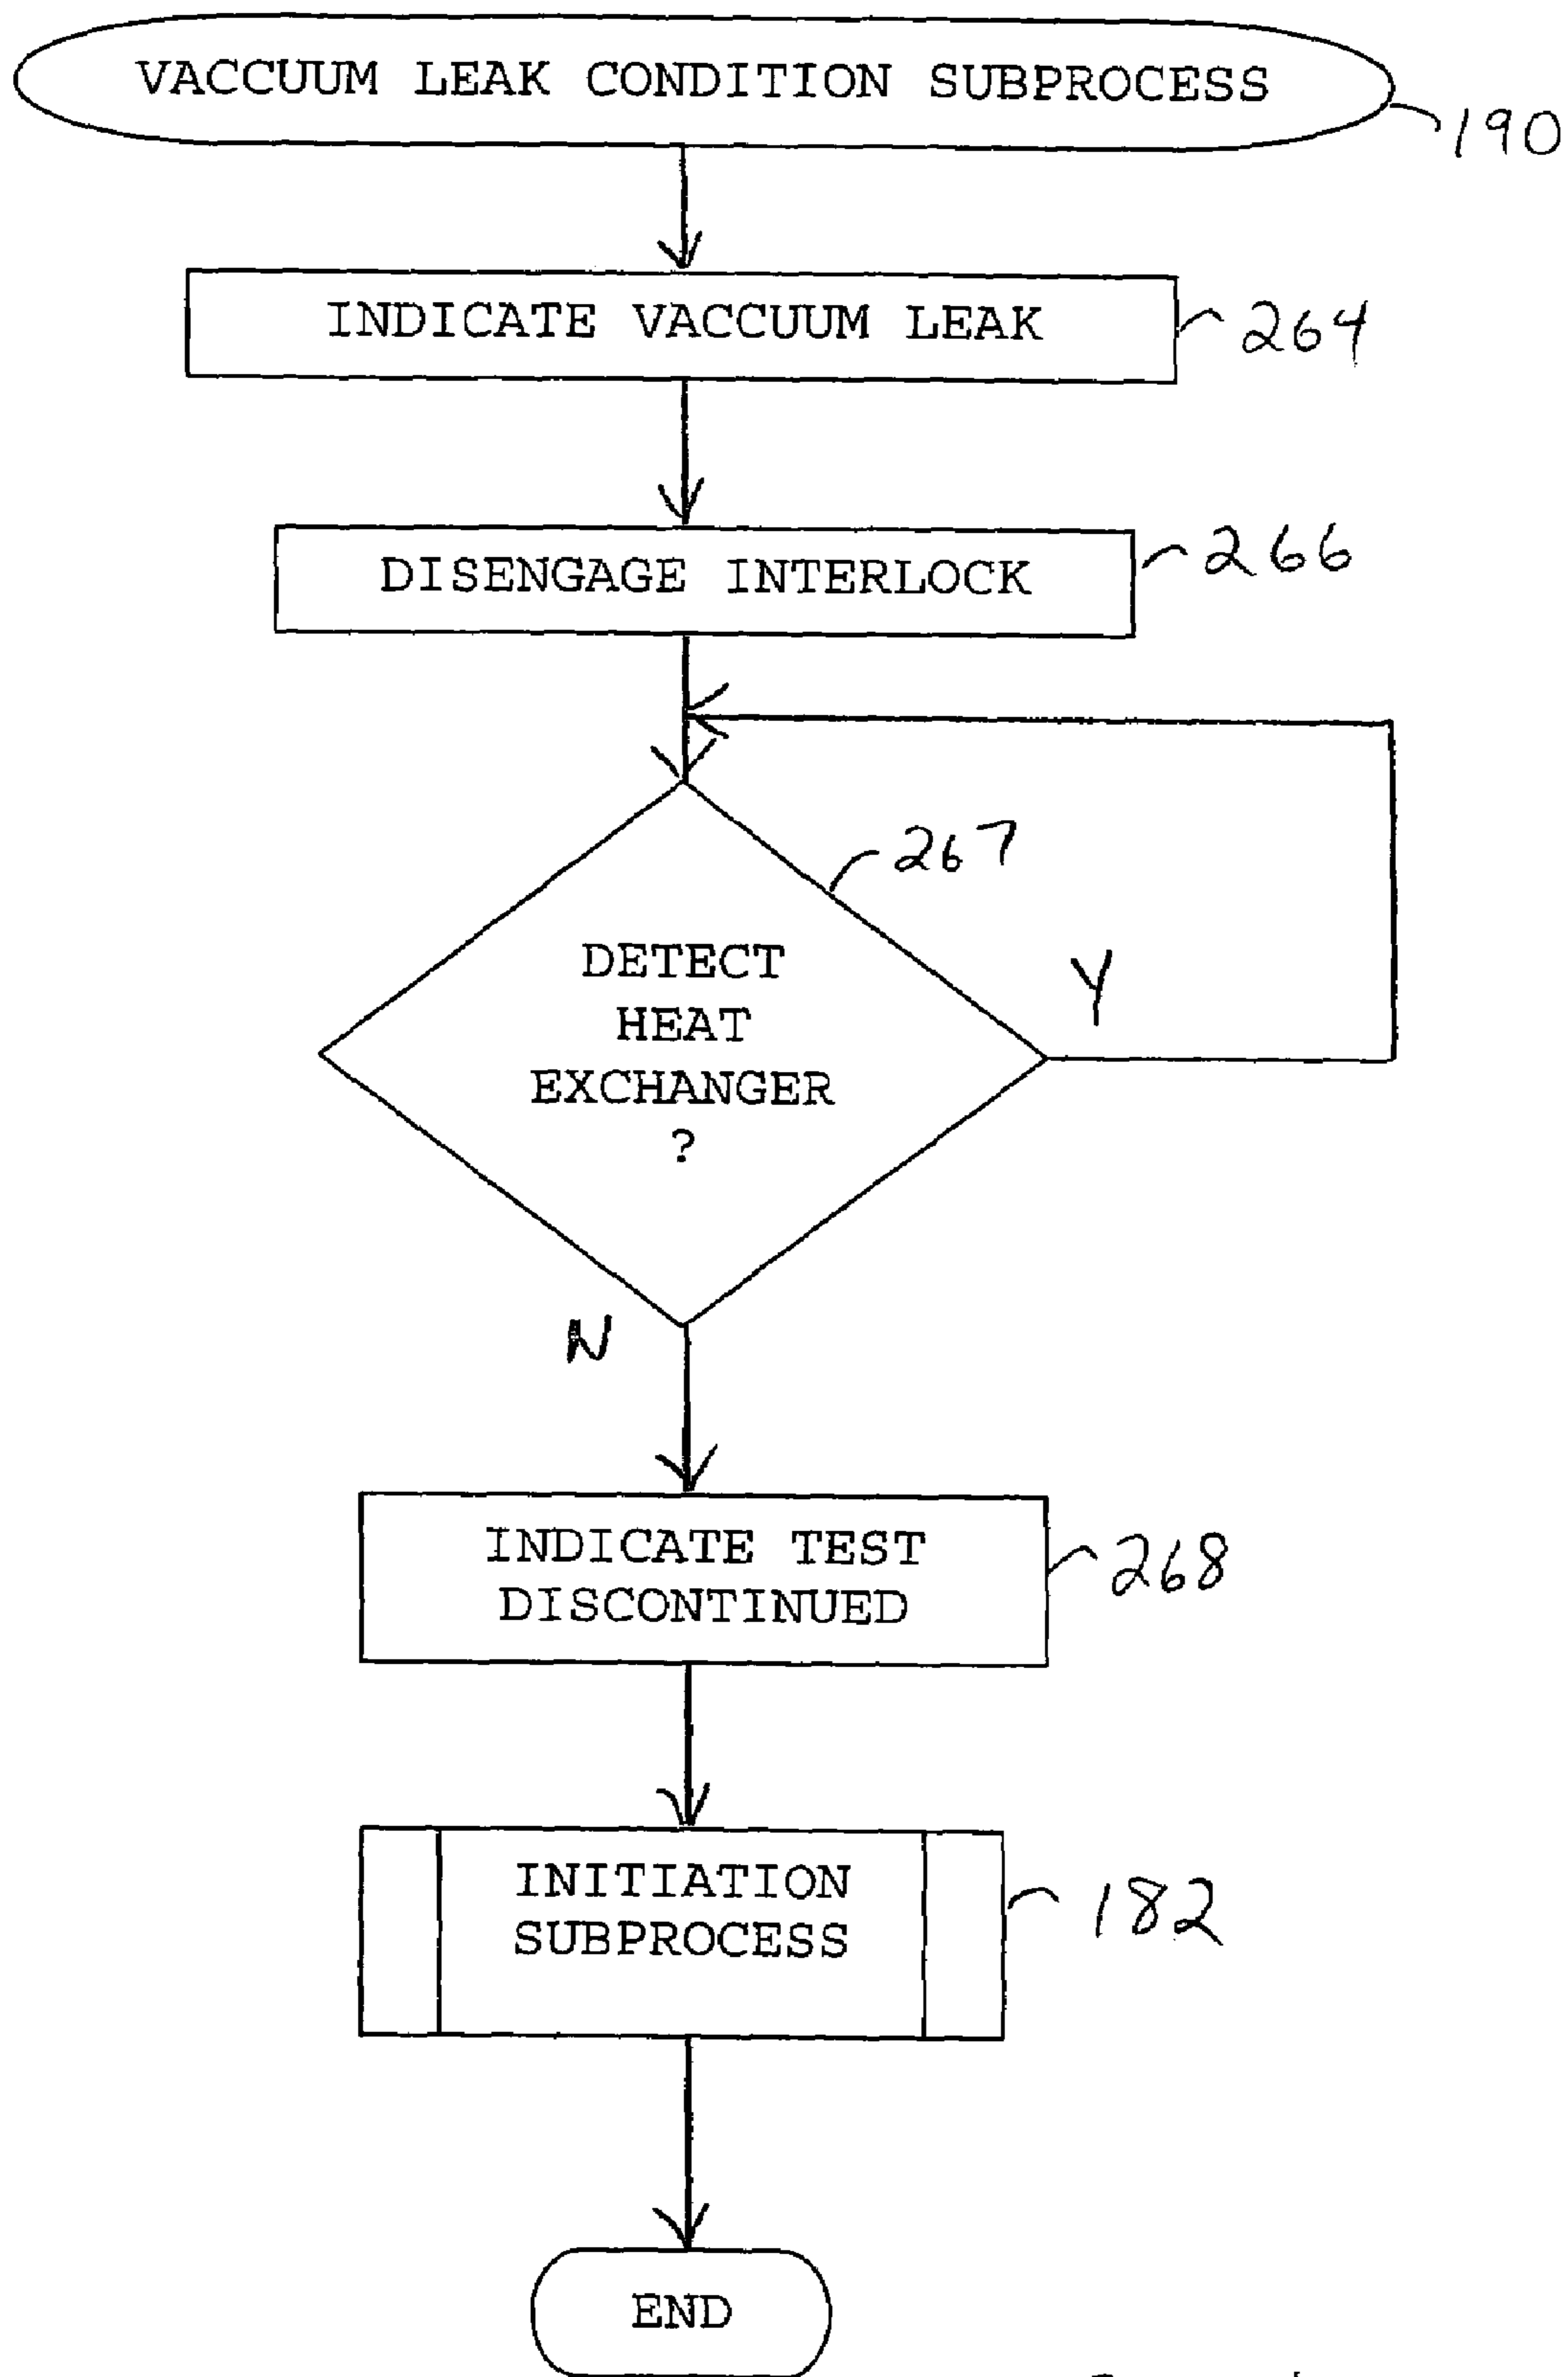 VACCUUM LEAK CONDITION SUBPROCESS
190
INDICATE VACCUUM LEAK
264
DISENGAGE INTERLOCK
266
267
DETECT
HEAT
EXCHANGER
?
Y
N
INDICATE TEST
DISCONTINUED
268
INITIATION
SUBPROCESS
182
END